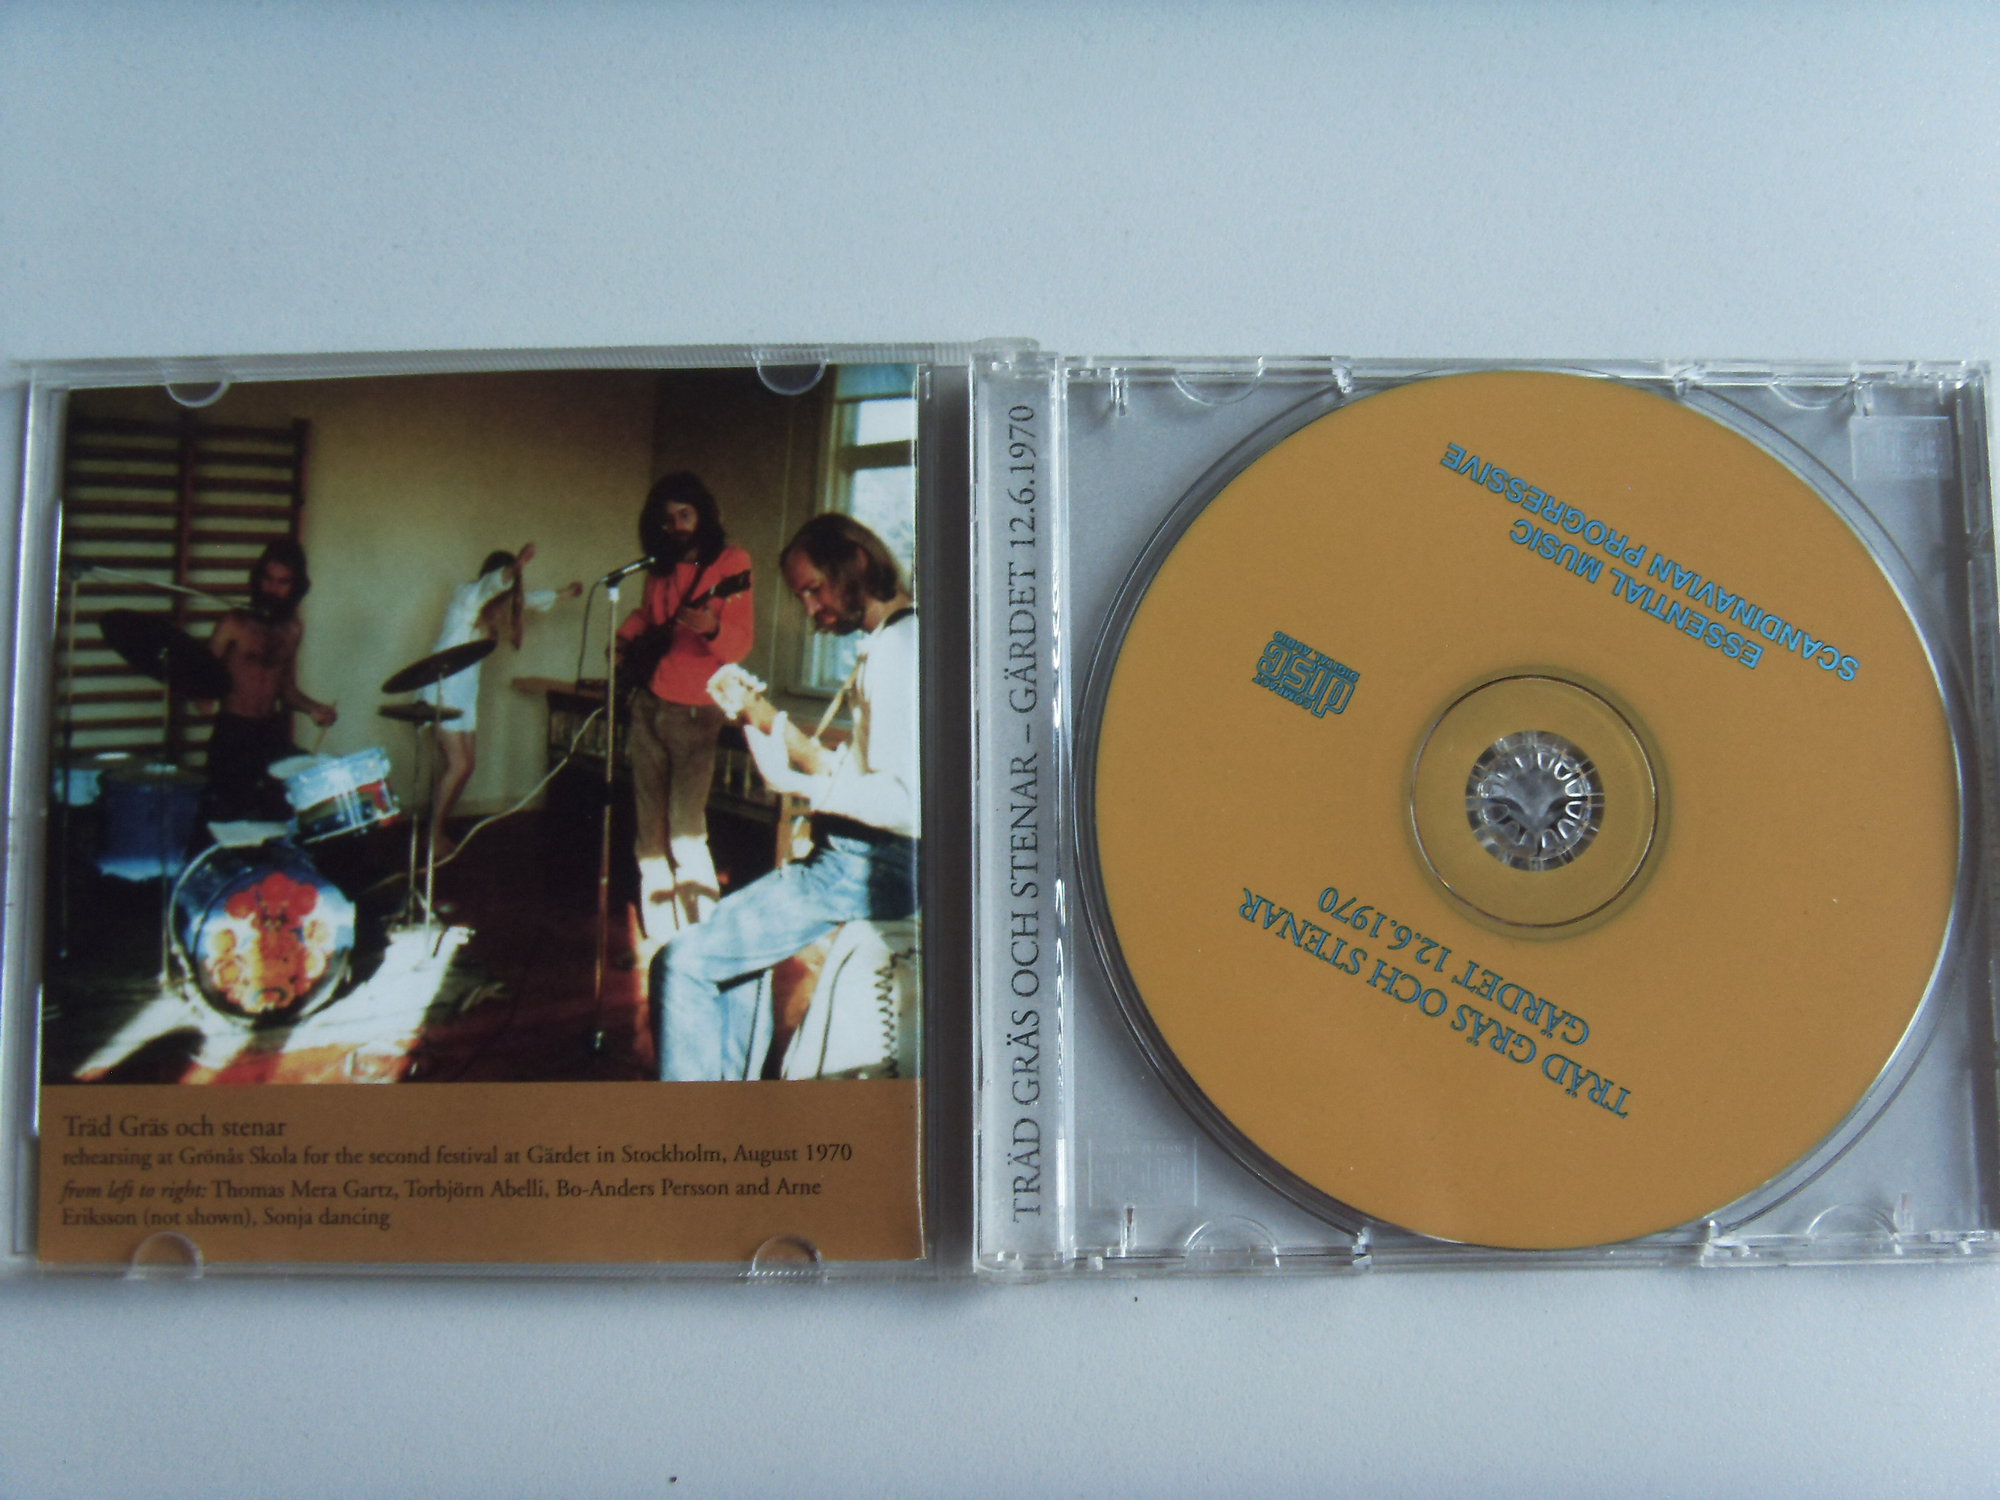 Träd Gräs och stenar
rehearsing at Grönås Skola for the second festival at Gärdet in Stockholm, August 1970
from left to right: Thomas Mera Gartz, Torbjörn Abelli, Bo-Anders Persson and Arne
Eriksson (not shown), Sonja dancing
TRÄD GRÄS OCH STENAR – GÄRDET 12.6.1970
TRÄD GRÄS OCH STENAR
GÄRDET 12.6.1970
COMPACT
disc
DIGITAL AUDIO
ESSENTIAL MUSIC
SCANDINAVIAN PROGRESSIVE